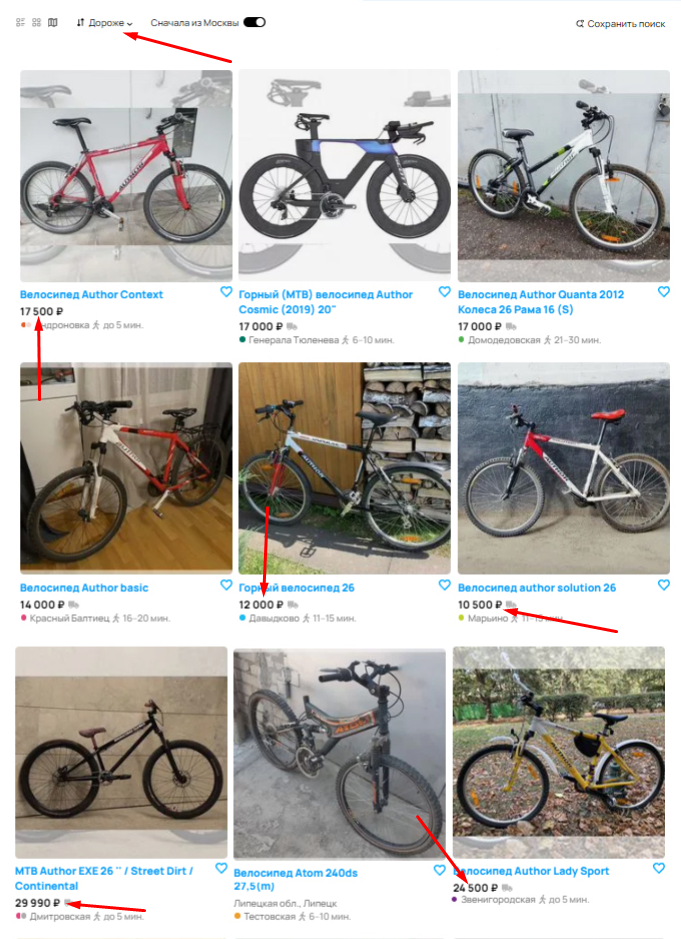 Дороже
Сначала из Москвы
Сохранить поиск
Велосипед Author Context
17 500 ₽
до 5 мин.
Горный (MTB) велосипед Author
Cosmic (2019) 20"
17 000 ₽
Генерала Тюленева 6–10 мин.
Велосипед Author Quanta 2012
Колеса 26 Рама 16 (S)
17 000 ₽
Домодедовская 21–30 мин.
Велосипед Author basic
14 000 ₽
Красный Балтиец 16–20 мин.
Горный велосипед 26
12 000 ₽
Давыдково 11–15 мин.
Велосипед author solution 26
10 500 ₽
Марьино 11–15 мин.
MTB Author EXE 26 '' / Street Dirt /
Continental
29 990 ₽
Дмитровская до 5 мин.
Велосипед Atom 240ds
27,5(m)
Липецкая обл., Липецк
Тестовская 6–10 мин.
Велосипед Author Lady Sport
24 500 ₽
Звенигородская до 5 мин.